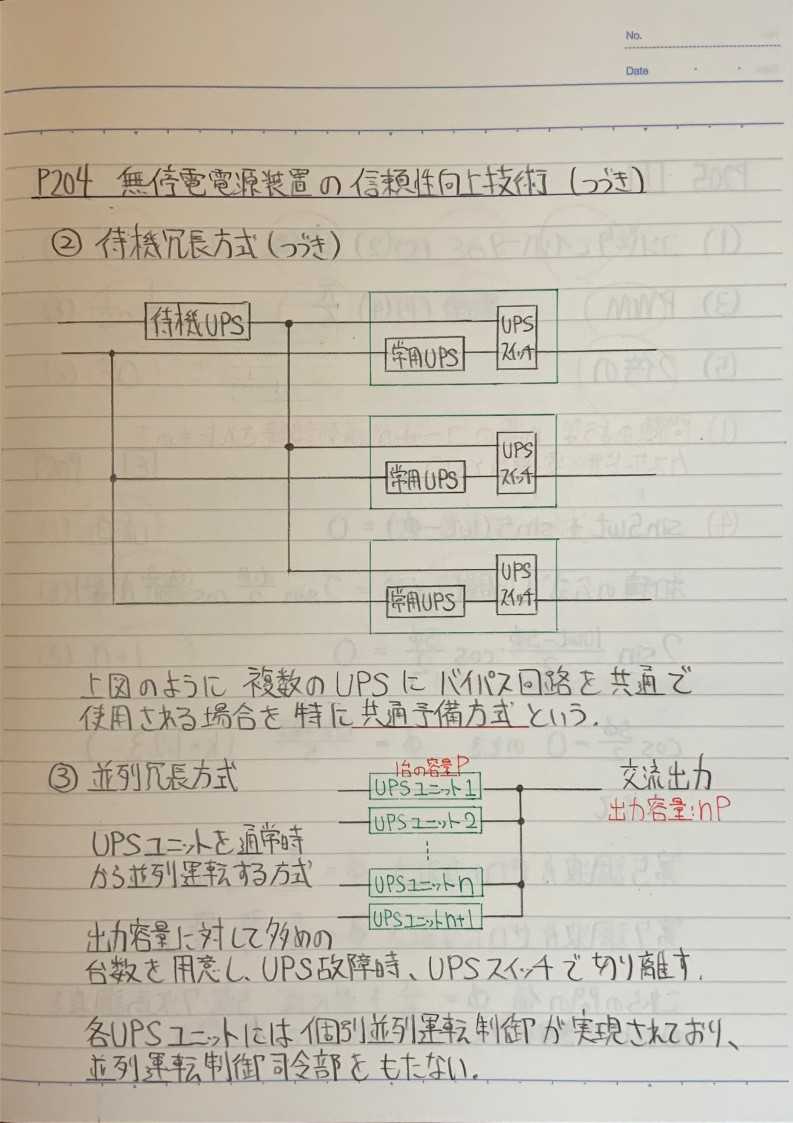 No.
Date
P204 無停電電源装置の信頼性向上技術(つづき)
② 待機冗長方式(つづき)
待機UPS
UPS
スイッチ
常用UPS
UPS
スイッチ
常用UPS
UPS
スイッチ
常用UPS
上図のように 複数のUPSに バイパス回路を 共通で
使用される場合を 特に共通予備方式という.
③ 並列冗長方式
1台の容量P
UPSユニット1
交流出力
出力容量:nP
UPSユニット2
UPSユニットを通常時
から並列運転する方式
UPSユニットn
UPSユニットn+1
出力容量に対して多めの
台数を用意し、UPS故障時、UPSスイッチで切り離す.
各UPSユニットには個別並列運転制御が実現されており、
並列運転制御司令部をもたない.